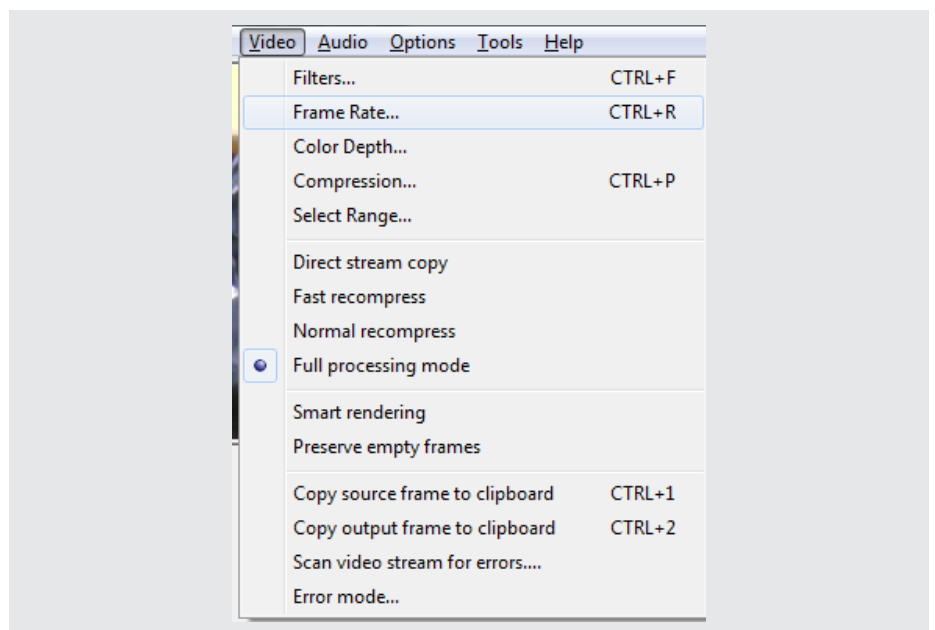 Video Audio Options Tools Help
Filters... CTRL+F
Frame Rate... CTRL+R
Color Depth...
Compression... CTRL+P
Select Range...
Direct stream copy
Fast recompress
Normal recompress
Full processing mode
Smart rendering
Preserve empty frames
Copy source frame to clipboard CTRL+1
Copy output frame to clipboard CTRL+2
Scan video stream for errors....
Error mode...